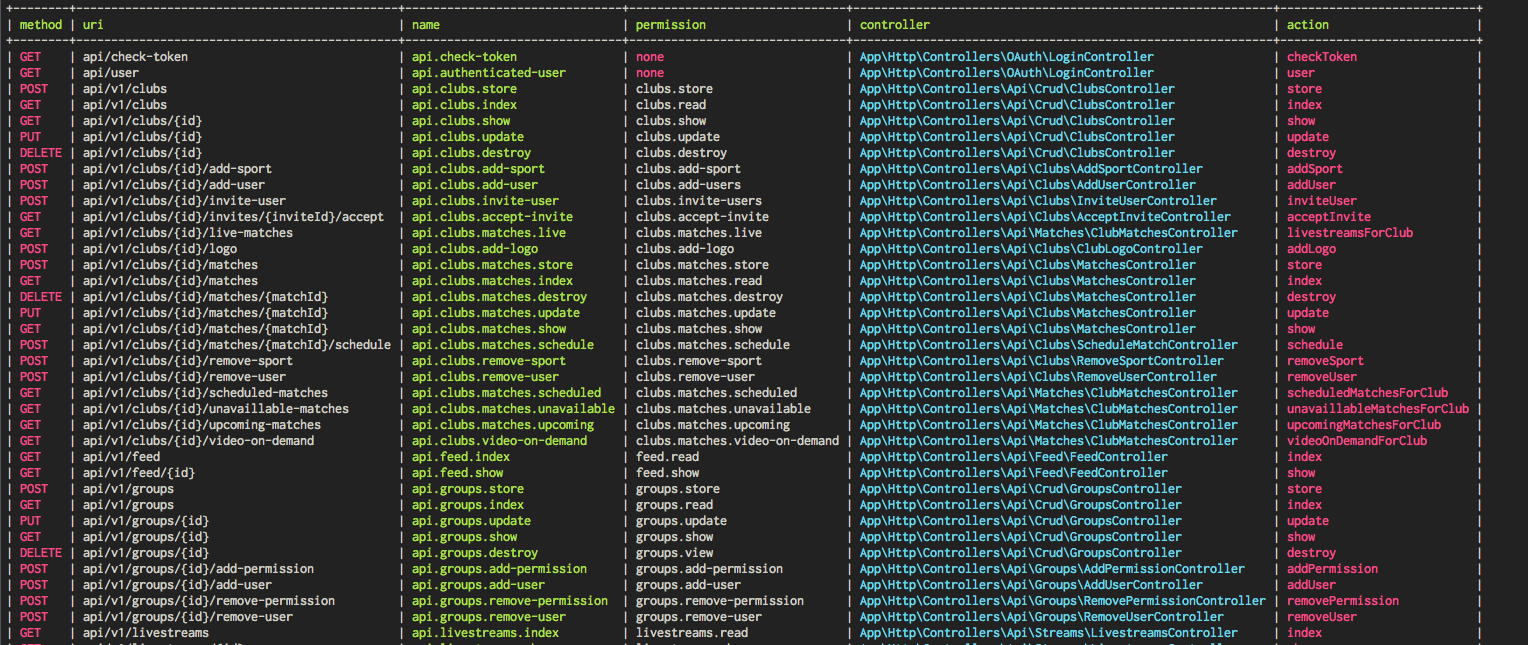 | method | uri | name | permission | controller | action |
| GET | api/check-token | api.check-token | none | App\Http\Controllers\OAuth\LoginController | checkToken |
| GET | api/user | api.authenticated-user | none | App\Http\Controllers\OAuth\LoginController | user |
| POST | api/v1/clubs | api.clubs.store | clubs.store | App\Http\Controllers\Api\Crud\ClubsController | store |
| GET | api/v1/clubs | api.clubs.index | clubs.read | App\Http\Controllers\Api\Crud\ClubsController | index |
| GET | api/v1/clubs/{id} | api.clubs.show | clubs.show | App\Http\Controllers\Api\Crud\ClubsController | show |
| PUT | api/v1/clubs/{id} | api.clubs.update | clubs.update | App\Http\Controllers\Api\Crud\ClubsController | update |
| DELETE | api/v1/clubs/{id} | api.clubs.destroy | clubs.destroy | App\Http\Controllers\Api\Crud\ClubsController | destroy |
| POST | api/v1/clubs/{id}/add-sport | api.clubs.add-sport | clubs.add-sport | App\Http\Controllers\Api\Clubs\AddSportController | addSport |
| POST | api/v1/clubs/{id}/add-user | api.clubs.add-user | clubs.add-users | App\Http\Controllers\Api\Clubs\AddUserController | addUser |
| POST | api/v1/clubs/{id}/invite-user | api.clubs.invite-user | clubs.invite-users | App\Http\Controllers\Api\Clubs\InviteUserController | inviteUser |
| GET | api/v1/clubs/{id}/invites/{inviteId}/accept | api.clubs.accept-invite | clubs.accept-invite | App\Http\Controllers\Api\Clubs\AcceptInviteController | acceptInvite |
| GET | api/v1/clubs/{id}/live-matches | api.clubs.matches.live | clubs.matches.live | App\Http\Controllers\Api\Matches\ClubMatchesController | livestreamsForClub |
| POST | api/v1/clubs/{id}/logo | api.clubs.add-logo | clubs.add-logo | App\Http\Controllers\Api\Clubs\ClubLogoController | addLogo |
| POST | api/v1/clubs/{id}/matches | api.clubs.matches.store | clubs.matches.store | App\Http\Controllers\Api\Clubs\MatchesController | store |
| GET | api/v1/clubs/{id}/matches | api.clubs.matches.index | clubs.matches.read | App\Http\Controllers\Api\Clubs\MatchesController | index |
| DELETE | api/v1/clubs/{id}/matches/{matchId} | api.clubs.matches.destroy | clubs.matches.destroy | App\Http\Controllers\Api\Clubs\MatchesController | destroy |
| PUT | api/v1/clubs/{id}/matches/{matchId} | api.clubs.matches.update | clubs.matches.update | App\Http\Controllers\Api\Clubs\MatchesController | update |
| GET | api/v1/clubs/{id}/matches/{matchId} | api.clubs.matches.show | clubs.matches.show | App\Http\Controllers\Api\Clubs\MatchesController | show |
| POST | api/v1/clubs/{id}/matches/{matchId}/schedule | api.clubs.matches.schedule | clubs.matches.schedule | App\Http\Controllers\Api\Clubs\ScheduleMatchController | schedule |
| POST | api/v1/clubs/{id}/remove-sport | api.clubs.remove-sport | clubs.remove-sport | App\Http\Controllers\Api\Clubs\RemoveSportController | removeSport |
| POST | api/v1/clubs/{id}/remove-user | api.clubs.remove-user | clubs.remove-user | App\Http\Controllers\Api\Clubs\RemoveUserController | removeUser |
| GET | api/v1/clubs/{id}/scheduled-matches | api.clubs.matches.scheduled | clubs.matches.scheduled | App\Http\Controllers\Api\Matches\ClubMatchesController | scheduledMatchesForClub |
| GET | api/v1/clubs/{id}/unavaillable-matches | api.clubs.matches.unavailable | clubs.matches.unavailable | App\Http\Controllers\Api\Matches\ClubMatchesController | unavaillableMatchesForClub |
| GET | api/v1/clubs/{id}/upcoming-matches | api.clubs.matches.upcoming | clubs.matches.upcoming | App\Http\Controllers\Api\Matches\ClubMatchesController | upcomingMatchesForClub |
| GET | api/v1/clubs/{id}/video-on-demand | api.clubs.video-on-demand | clubs.matches.video-on-demand | App\Http\Controllers\Api\Matches\ClubMatchesController | videoOnDemandForClub |
| GET | api/v1/feed | api.feed.index | feed.read | App\Http\Controllers\Api\Feed\FeedController | index |
| GET | api/v1/feed/{id} | api.feed.show | feed.show | App\Http\Controllers\Api\Feed\FeedController | show |
| POST | api/v1/groups | api.groups.store | groups.store | App\Http\Controllers\Api\Crud\GroupsController | store |
| GET | api/v1/groups | api.groups.index | groups.read | App\Http\Controllers\Api\Crud\GroupsController | index |
| PUT | api/v1/groups/{id} | api.groups.update | groups.update | App\Http\Controllers\Api\Crud\GroupsController | update |
| GET | api/v1/groups/{id} | api.groups.show | groups.show | App\Http\Controllers\Api\Crud\GroupsController | show |
| DELETE | api/v1/groups/{id} | api.groups.destroy | groups.view | App\Http\Controllers\Api\Crud\GroupsController | destroy |
| POST | api/v1/groups/{id}/add-permission | api.groups.add-permission | groups.add-permission | App\Http\Controllers\Api\Groups\AddPermissionController | addPermission |
| POST | api/v1/groups/{id}/add-user | api.groups.add-user | groups.add-user | App\Http\Controllers\Api\Groups\AddUserController | addUser |
| POST | api/v1/groups/{id}/remove-permission | api.groups.remove-permission | groups.remove-permission | App\Http\Controllers\Api\Groups\RemovePermissionController | removePermission |
| POST | api/v1/groups/{id}/remove-user | api.groups.remove-user | groups.remove-user | App\Http\Controllers\Api\Groups\RemoveUserController | removeUser |
| GET | api/v1/livestreams | api.livestreams.index | livestreams.read | App\Http\Controllers\Api\Streams\LivestreamsController | index |